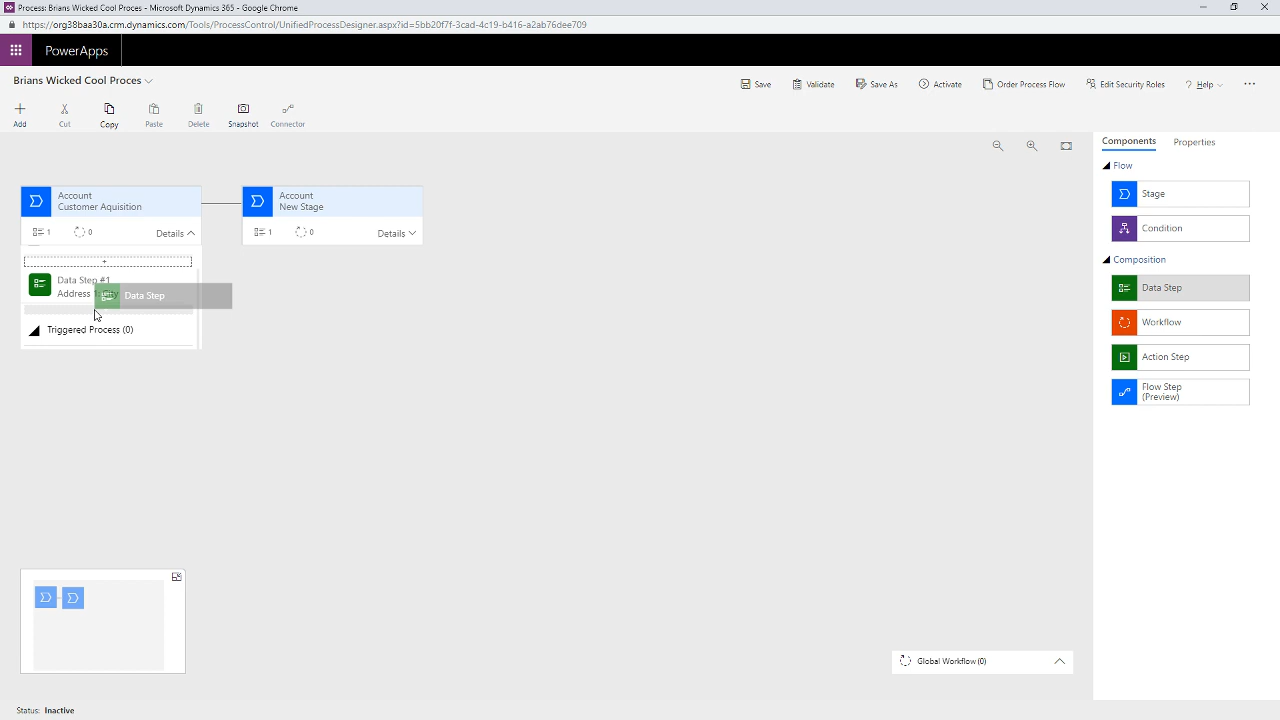 Process: Brians Wicked Cool Proces - Microsoft Dynamics 365 - Google Chrome
https://org38baa30a.crm.dynamics.com/Tools/ProcessControl/UnifiedProcessDesigner.aspx?id=5bb20f7f-3cad-4c19-b416-a2ab76dee709
PowerApps
Brians Wicked Cool Proces
Save
Validate
Save As
Activate
Order Process Flow
Edit Security Roles
? Help
...
Add
Cut
Copy
Paste
Delete
Snapshot
Connector
Components
Properties
Flow
Stage
Condition
Composition
Data Step
Workflow
Action Step
Flow Step
(Preview)
Account
Customer Aquisition
1
0
Details
+
Data Step #1
Address 1: City
Data Step
Triggered Process (0)
Account
New Stage
1
0
Details
Global Workflow (0)
Status: Inactive